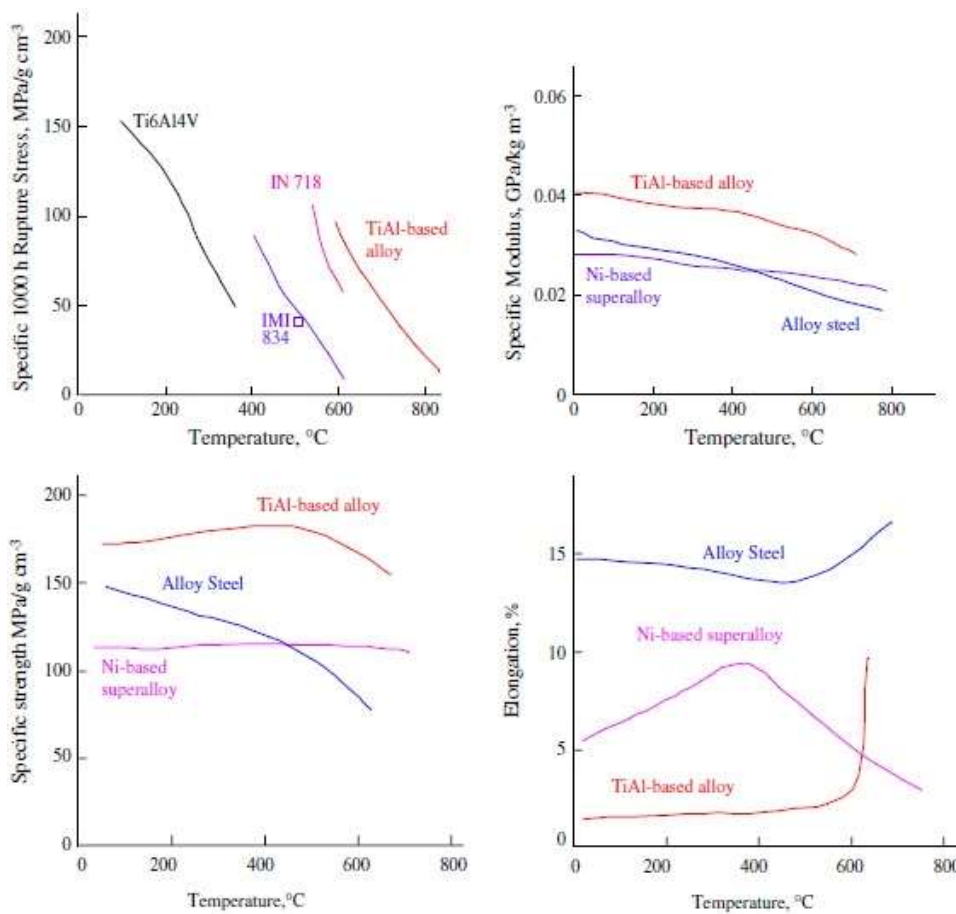 Specific 1000 h Rupture Stress, MPa/g cm-3
200
150
100
50
0
Ti6Al4V
IN 718
TiAl-based
alloy
IMI
834
0 200 400 600 800
Temperature, °C
Specific Modulus, GPa/kg m-3
0.06
0.04
0.02
0
TiAl-based alloy
Ni-based
superalloy
Alloy steel
0 200 400 600 800
Temperature, °C
Specific strength MPa/g cm-3
200
150
100
50
0
TiAl-based alloy
Alloy Steel
Ni-based
superalloy
0 200 400 600 800
Temperature,°C
Elongation, %
15
10
5
0
Alloy Steel
Ni-based superalloy
TiAl-based alloy
0 200 400 600 800
Temperature, °C